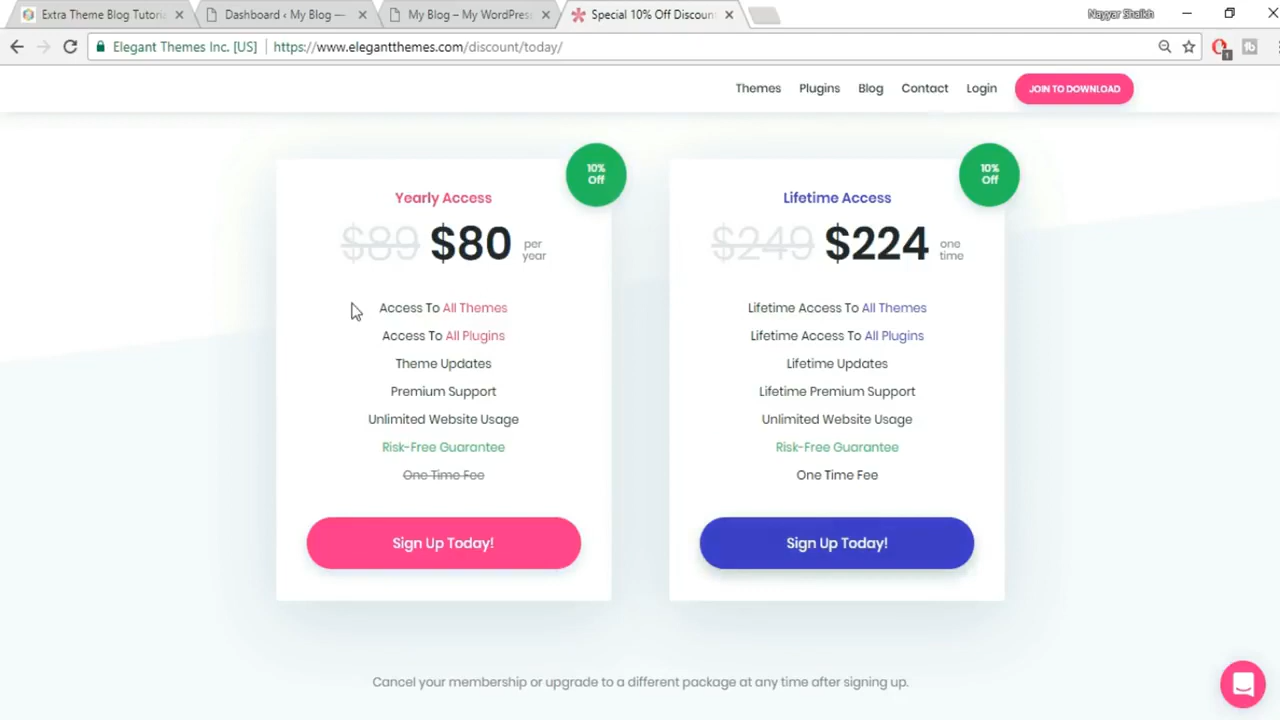 Extra Theme Blog Tutoria
Dashboard ‹ My Blog —
My Blog – My WordPress
Special 10% Off Discoun
Nayyar Shaikh
Elegant Themes Inc. [US]
https://www.elegantthemes.com/discount/today/
1
Themes
Plugins
Blog
Contact
Login
JOIN TO DOWNLOAD
10%
Off
Yearly Access
$89 $80 per
year
Access To All Themes
Access To All Plugins
Theme Updates
Premium Support
Unlimited Website Usage
Risk-Free Guarantee
One Time Fee
Sign Up Today!
10%
Off
Lifetime Access
$249 $224 one
time
Lifetime Access To All Themes
Lifetime Access To All Plugins
Lifetime Updates
Lifetime Premium Support
Unlimited Website Usage
Risk-Free Guarantee
One Time Fee
Sign Up Today!
Cancel your membership or upgrade to a different package at any time after signing up.